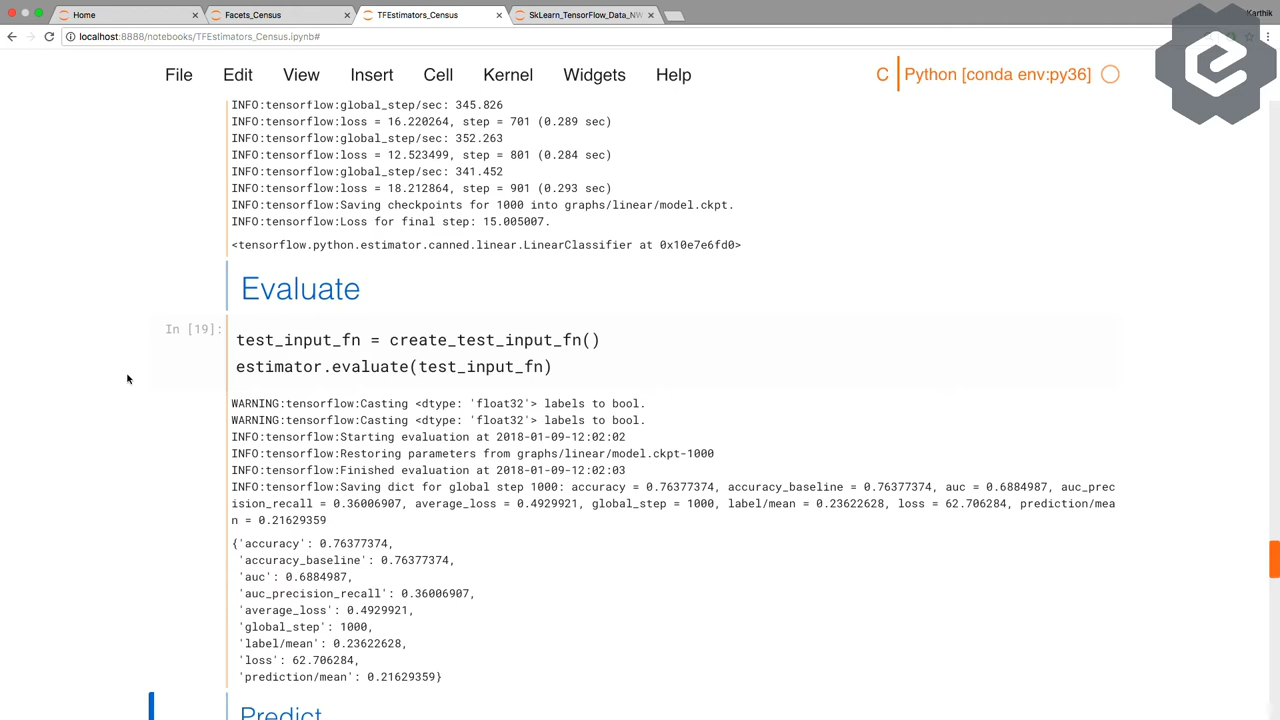 Home
Facets_Census
TFEstimators_Census
SkLearn_TensorFlow_Data_NW
Karthik
localhost:8888/notebooks/TFEstimators_Census.ipynb#
File Edit View Insert Cell Kernel Widgets Help
C Python [conda env:py36]
INFO:tensorflow:global_step/sec: 345.826
INFO:tensorflow:loss = 16.220264, step = 701 (0.289 sec)
INFO:tensorflow:global_step/sec: 352.263
INFO:tensorflow:loss = 12.523499, step = 801 (0.284 sec)
INFO:tensorflow:global_step/sec: 341.452
INFO:tensorflow:loss = 18.212864, step = 901 (0.293 sec)
INFO:tensorflow:Saving checkpoints for 1000 into graphs/linear/model.ckpt.
INFO:tensorflow:Loss for final step: 15.005007.
<tensorflow.python.estimator.canned.linear.LinearClassifier at 0x10e7e6fd0>
Evaluate
In [19]:
test_input_fn = create_test_input_fn()
estimator.evaluate(test_input_fn)
WARNING:tensorflow:Casting <dtype: 'float32'> labels to bool.
WARNING:tensorflow:Casting <dtype: 'float32'> labels to bool.
INFO:tensorflow:Starting evaluation at 2018-01-09-12:02:02
INFO:tensorflow:Restoring parameters from graphs/linear/model.ckpt-1000
INFO:tensorflow:Finished evaluation at 2018-01-09-12:02:03
INFO:tensorflow:Saving dict for global step 1000: accuracy = 0.76377374, accuracy_baseline = 0.76377374, auc = 0.6884987, auc_prec
ision_recall = 0.36006907, average_loss = 0.4929921, global_step = 1000, label/mean = 0.23622628, loss = 62.706284, prediction/mea
n = 0.21629359
{'accuracy': 0.76377374,
'accuracy_baseline': 0.76377374,
'auc': 0.6884987,
'auc_precision_recall': 0.36006907,
'average_loss': 0.4929921,
'global_step': 1000,
'label/mean': 0.23622628,
'loss': 62.706284,
'prediction/mean': 0.21629359}
Predict